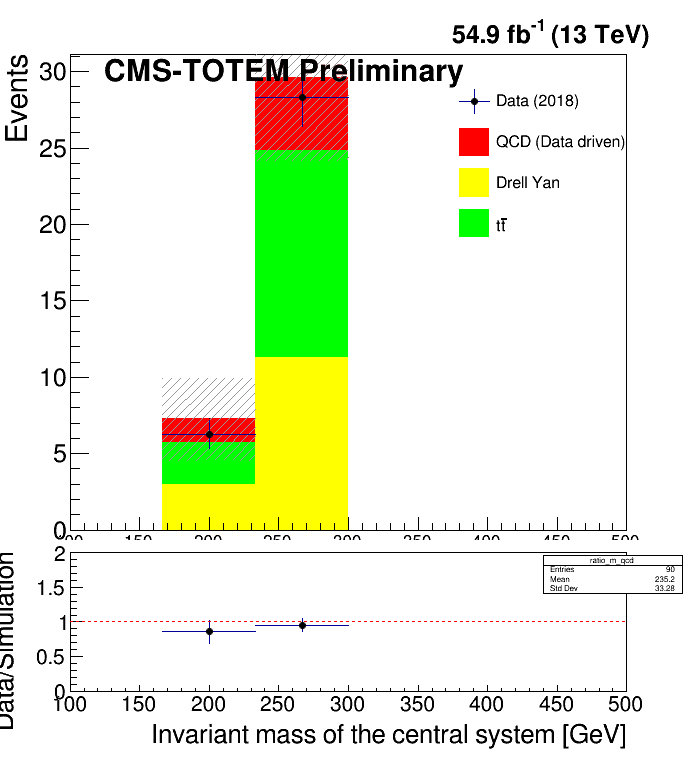 54.9 fb-1 (13 TeV)
CMS-TOTEM Preliminary
Events
30
25
20
15
10
5
0
Data (2018)
QCD (Data driven)
Drell Yan
tt̅
100 150 200 250 300 350 400 450 500
Data/Simulation
2
1.5
1
0.5
0
ratio_m_qcd
Entries 90
Mean 235.2
Std Dev 33.28
100 150 200 250 300 350 400 450 500
Invariant mass of the central system [GeV]